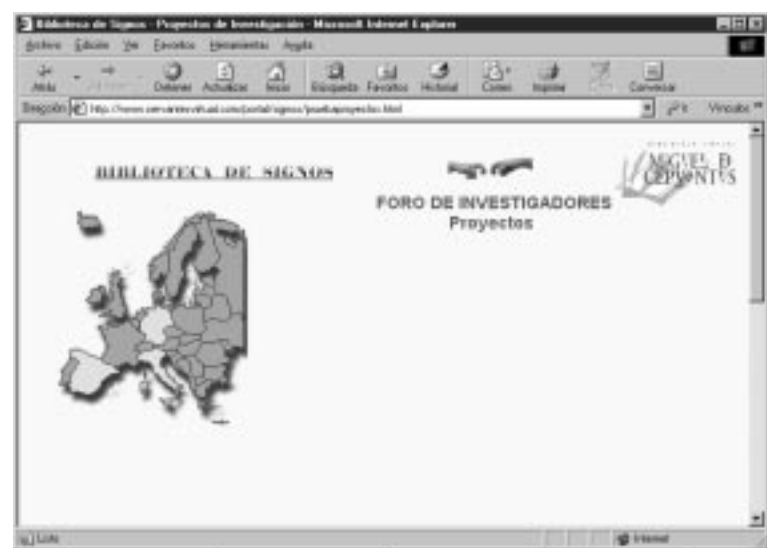 Biblioteca de Signos - Proyectos de Investigación - Microsoft Internet Explorer
Archivo Edición Ver Favoritos Herramientas Ayuda
Atrás Detener Actualizar Inicio Búsqueda Favoritos Historial Correo Imprimir Conversar
Dirección Vínculos
BIBLIOTECA DE SIGNOS
FORO DE INVESTIGADORES
Proyectos
MIGUEL D
CERVANTES
Listo Internet